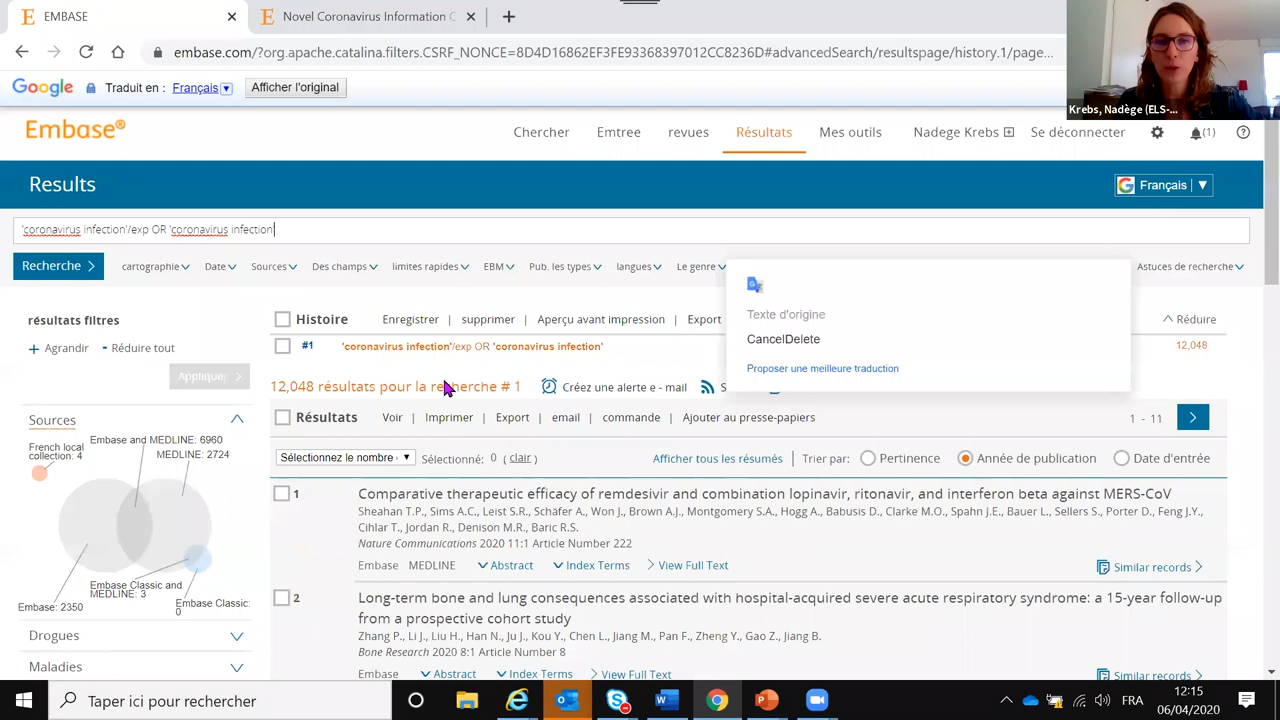 EMBASE
Novel Coronavirus Information C
embase.com/?org.apache.catalina.filters.CSRF_NONCE=8D4D16862EF3FE93368397012CC8236D#advancedSearch/resultspage/history.1/page...
Krebs, Nadège (ELS-...
Google Traduit en : Français Afficher l'original
Embase®
Chercher Emtree revues Résultats Mes outils Nadege Krebs Se déconnecter (1)
Results
Français
'coronavirus infection'/exp OR 'coronavirus infection
Recherche cartographie Date Sources Des champs limites rapides EBM Pub. les types langues Le genre Astuces de recherche
Texte d'origine
CancelDelete
Proposer une meilleure traduction
résultats filtres
+ Agrandir - Réduire tout
Appliquer
Histoire Enregistrer | supprimer | Aperçu avant impression | Export Réduire
#1 'coronavirus infection'/exp OR 'coronavirus infection' 12,048
12,048 résultats pour la recherche # 1 Créez une alerte e - mail S
Résultats Voir | Imprimer | Export | email | commande | Ajouter au presse-papiers 1 - 11
Sélectionnez le nombre Sélectionné: 0 ( clair ) Afficher tous les résumés | Trier par: Pertinence Année de publication Date d'entrée
Sources
French local
collection: 4
Embase and MEDLINE: 6960
MEDLINE: 2724
Embase Classic and
MEDLINE: 3
Embase: 2350
Embase Classic:
0
Drogues
Maladies
1 Comparative therapeutic efficacy of remdesivir and combination lopinavir, ritonavir, and interferon beta against MERS-CoV
Sheahan T.P., Sims A.C., Leist S.R., Schäfer A., Won J., Brown A.J., Montgomery S.A., Hogg A., Babusis D., Clarke M.O., Spahn J.E., Bauer L., Sellers S., Porter D., Feng J.Y.,
Cihlar T., Jordan R., Denison M.R., Baric R.S.
Nature Communications 2020 11:1 Article Number 222
Embase MEDLINE Abstract Index Terms View Full Text Similar records
2 Long-term bone and lung consequences associated with hospital-acquired severe acute respiratory syndrome: a 15-year follow-up
from a prospective cohort study
Zhang P., Li J., Liu H., Han N., Ju J., Kou Y., Chen L., Jiang M., Pan F., Zheng Y., Gao Z., Jiang B.
Bone Research 2020 8:1 Article Number 8
Embase Abstract Index Terms View Full Text Similar records
Taper ici pour rechercher
FRA
12:15
06/04/2020